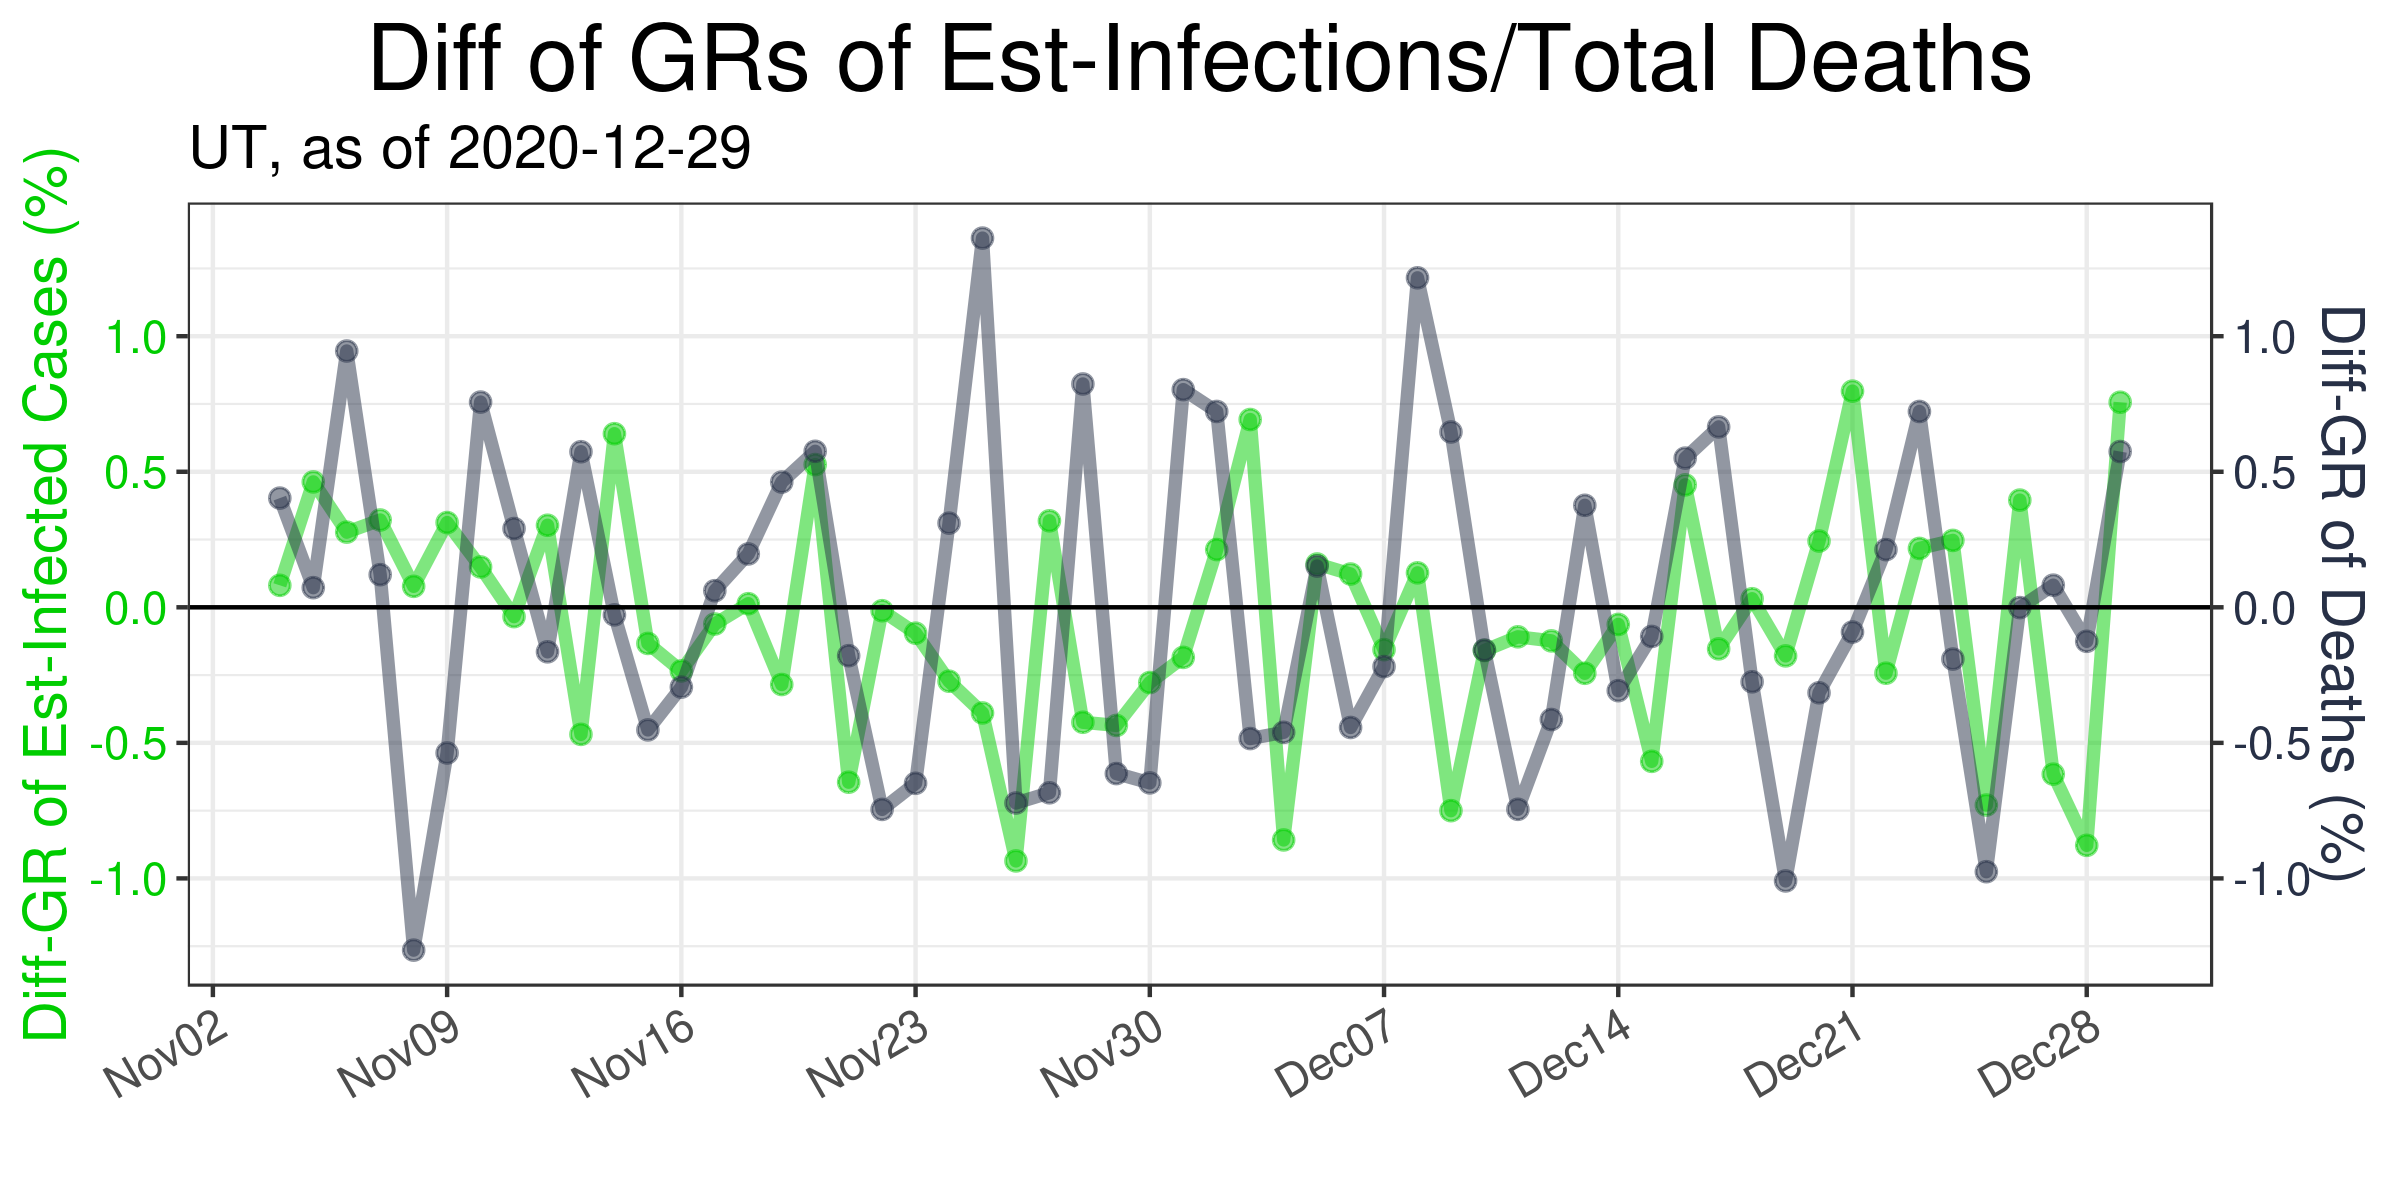 Diff of GRs of Est-Infections/Total Deaths
UT, as of 2020-12-29
Diff-GR of Est-Infected Cases (%)
1.0
0.5
0.0
-0.5
-1.0
1.0
0.5
0.0
-0.5
-1.0
Diff-GR of Deaths (%)
Nov02
Nov09
Nov16
Nov23
Nov30
Dec07
Dec14
Dec21
Dec28